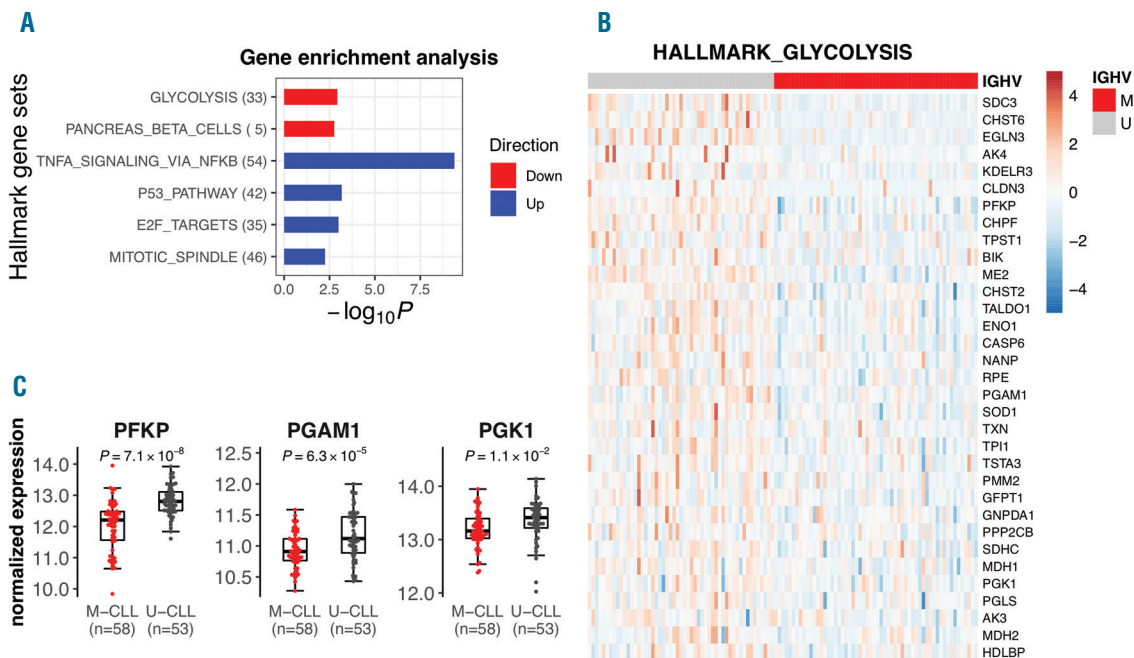 A
Gene enrichment analysis
Hallmark gene sets
GLYCOLYSIS (33)
PANCREAS_BETA_CELLS ( 5)
TNFA_SIGNALING_VIA_NFKB (54)
P53_PATHWAY (42)
E2F_TARGETS (35)
MITOTIC_SPINDLE (46)
0.0 2.5 5.0 7.5
−log10P
Direction
Down
Up
B
HALLMARK_GLYCOLYSIS
IGHV
SDC3
CHST6
EGLN3
AK4
KDELR3
CLDN3
PFKP
CHPF
TPST1
BIK
ME2
CHST2
TALDO1
ENO1
CASP6
NANP
RPE
PGAM1
SOD1
TXN
TPI1
TSTA3
PMM2
GFPT1
GNPDA1
PPP2CB
SDHC
MDH1
PGK1
PGLS
AK3
MDH2
HDLBP
4
2
0
−2
−4
IGHV
M
U
C
normalized expression
PFKP
P = 7.1 × 10−8
14.0
13.0
12.0
11.0
10.0
M−CLL U−CLL
(n=58) (n=53)
PGAM1
P = 6.3 × 10−5
12.5
12.0
11.5
11.0
10.5
M−CLL U−CLL
(n=58) (n=53)
PGK1
P = 1.1 × 10−2
14.0
13.0
12.0
M−CLL U−CLL
(n=58) (n=53)